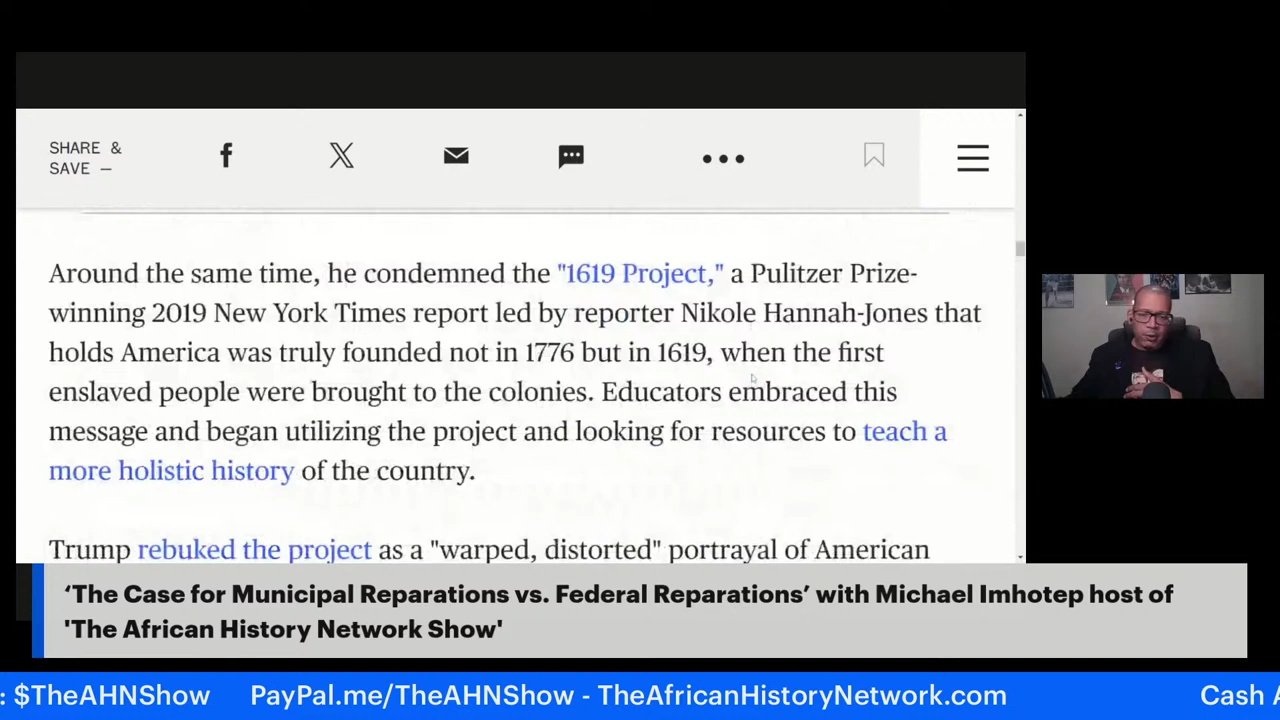 SHARE &
SAVE —
Around the same time, he condemned the "1619 Project," a Pulitzer Prize-
winning 2019 New York Times report led by reporter Nikole Hannah-Jones that
holds America was truly founded not in 1776 but in 1619, when the first
enslaved people were brought to the colonies. Educators embraced this
message and began utilizing the project and looking for resources to teach a
more holistic history of the country.
Trump rebuked the project as a "warped, distorted" portrayal of American
‘The Case for Municipal Reparations vs. Federal Reparations’ with Michael Imhotep host of
'The African History Network Show'
: $TheAHNShow PayPal.me/TheAHNShow - TheAfricanHistoryNetwork.com Cash A